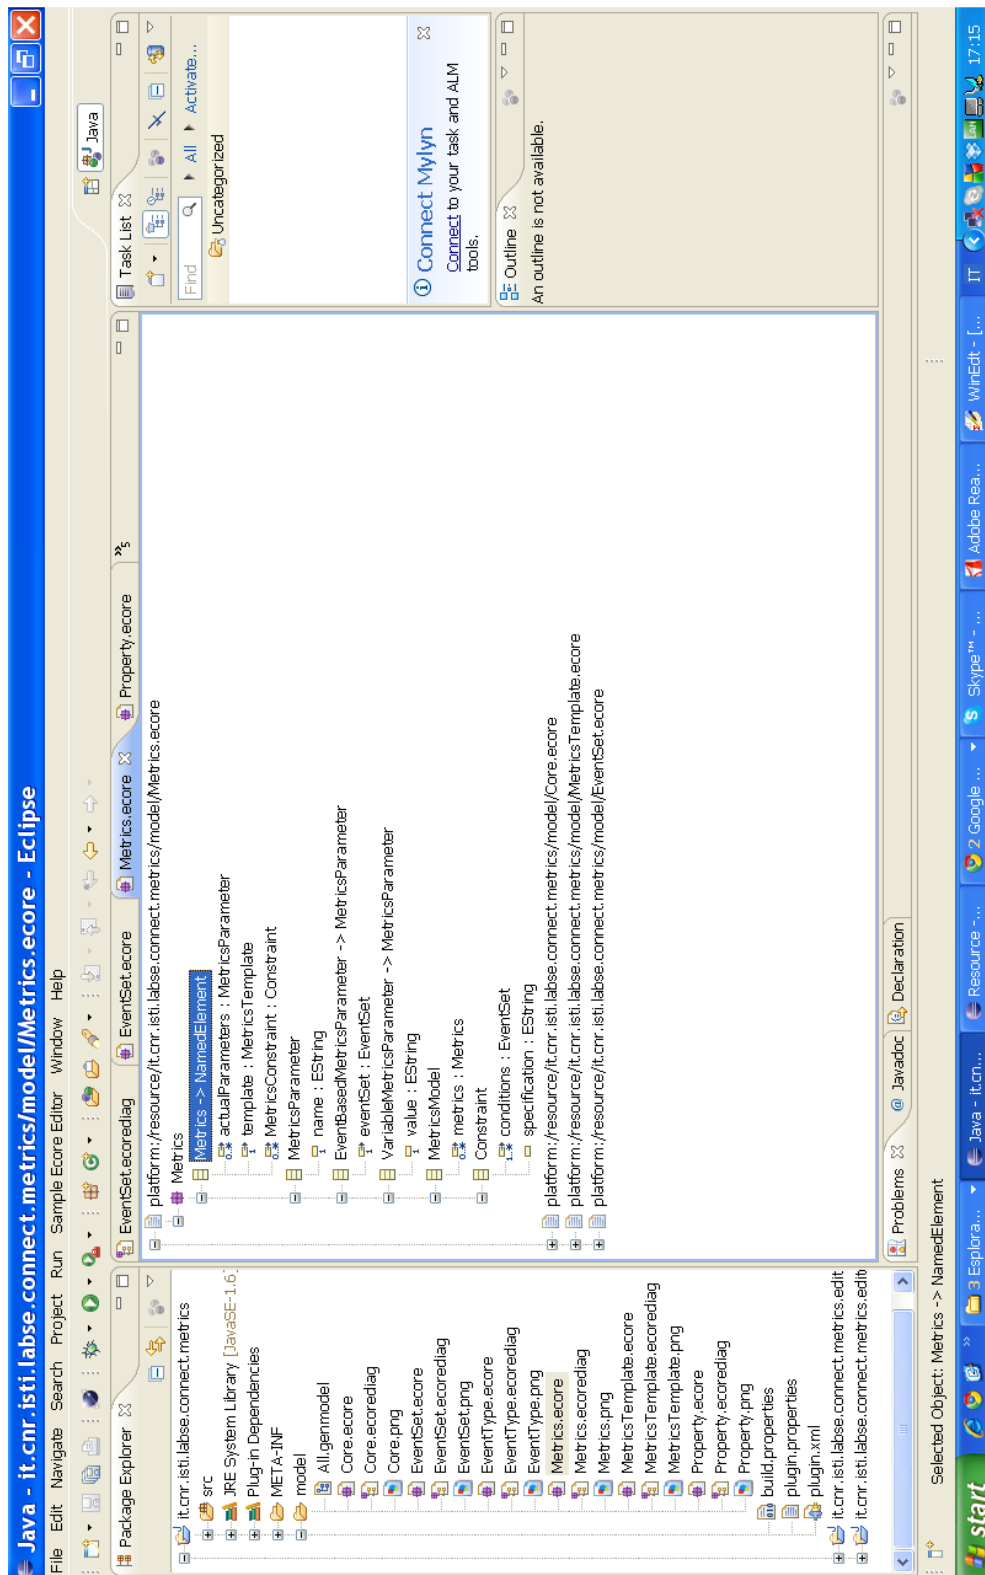 Java - it.cnr.isti.labse.connect.metrics/model/Metrics.ecore - Eclipse
File Edit Navigate Search Project Run Sample Ecore Editor Window Help
Java
Package Explorer
it.cnr.isti.labse.connect.metrics
src
JRE System Library [JavaSE-1.6]
Plug-in Dependencies
META-INF
model
All.genmodel
Core.ecore
Core.ecorediag
Core.png
EventSet.ecore
EventSet.ecorediag
EventSet.png
EventType.ecore
EventType.ecorediag
EventType.png
Metrics.ecore
Metrics.ecorediag
Metrics.png
MetricsTemplate.ecore
MetricsTemplate.ecorediag
MetricsTemplate.png
Property.ecore
Property.ecorediag
Property.png
build.properties
plugin.properties
plugin.xml
it.cnr.isti.labse.connect.metrics.edit
it.cnr.isti.labse.connect.metrics.edito
EventSet.ecorediag EventSet.ecore Metrics.ecore Property.ecore »5
platform:/resource/it.cnr.isti.labse.connect.metrics/model/Metrics.ecore
Metrics
Metrics -> NamedElement
0..* actualParameters : MetricsParameter
1 template : MetricsTemplate
0..* MetricsConstraint : Constraint
MetricsParameter
1 name : EString
EventBasedMetricsParameter -> MetricsParameter
1 eventSet : EventSet
VariableMetricsParameter -> MetricsParameter
1 value : EString
MetricsModel
0..* metrics : Metrics
Constraint
1..* conditions : EventSet
specification : EString
platform:/resource/it.cnr.isti.labse.connect.metrics/model/Core.ecore
platform:/resource/it.cnr.isti.labse.connect.metrics/model/MetricsTemplate.ecore
platform:/resource/it.cnr.isti.labse.connect.metrics/model/EventSet.ecore
Task List
Find All Activate...
Uncategorized
Connect Mylyn
Connect to your task and ALM
tools.
Outline
An outline is not available.
Problems @ Javadoc Declaration
Selected Object: Metrics -> NamedElement
start » 3 Esplora... Java - it.cn... Resource -... 2 Google ... Skype™ - ... Adobe Rea... WinEdt - [... IT LAN 17:15